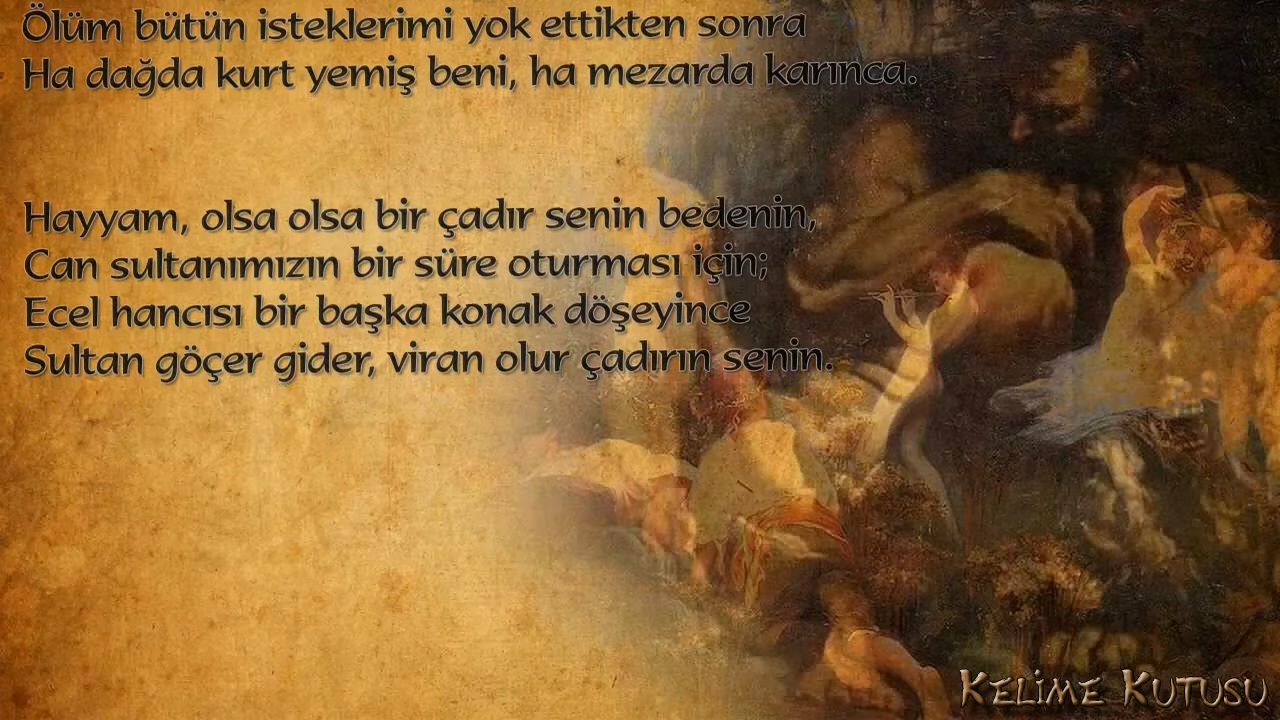 Ölüm bütün isteklerimi yok ettikten sonra
Ha dağda kurt yemiş beni, ha mezarda karınca.
Hayyam, olsa olsa bir çadır senin bedenin,
Can sultanımızın bir süre oturması için;
Ecel hancısı bir başka konak döşeyince
Sultan göçer gider, viran olur çadırın senin.
Kelime Kutusu